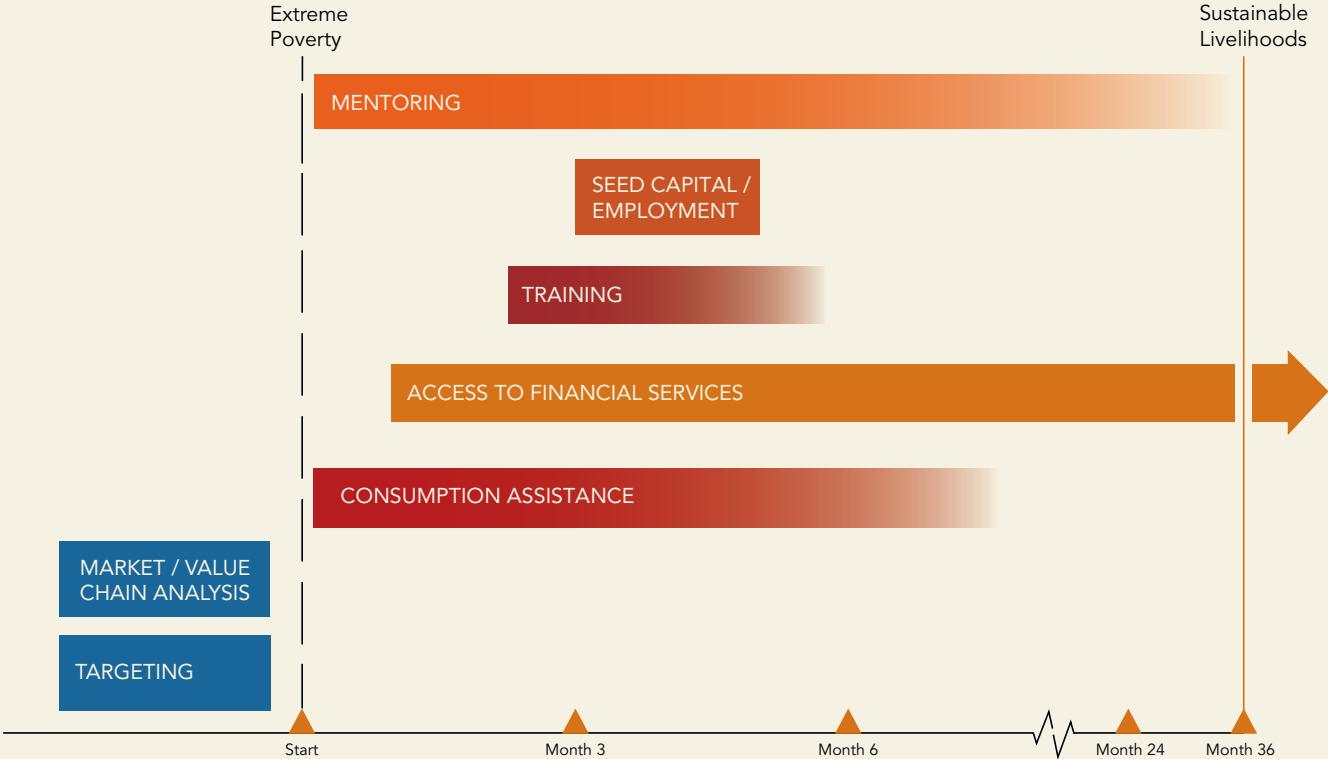 Extreme
Poverty
Sustainable
Livelihoods
MENTORING
SEED CAPITAL /
EMPLOYMENT
TRAINING
ACCESS TO FINANCIAL SERVICES
CONSUMPTION ASSISTANCE
MARKET / VALUE
CHAIN ANALYSIS
TARGETING
Start
Month 3
Month 6
Month 24
Month 36